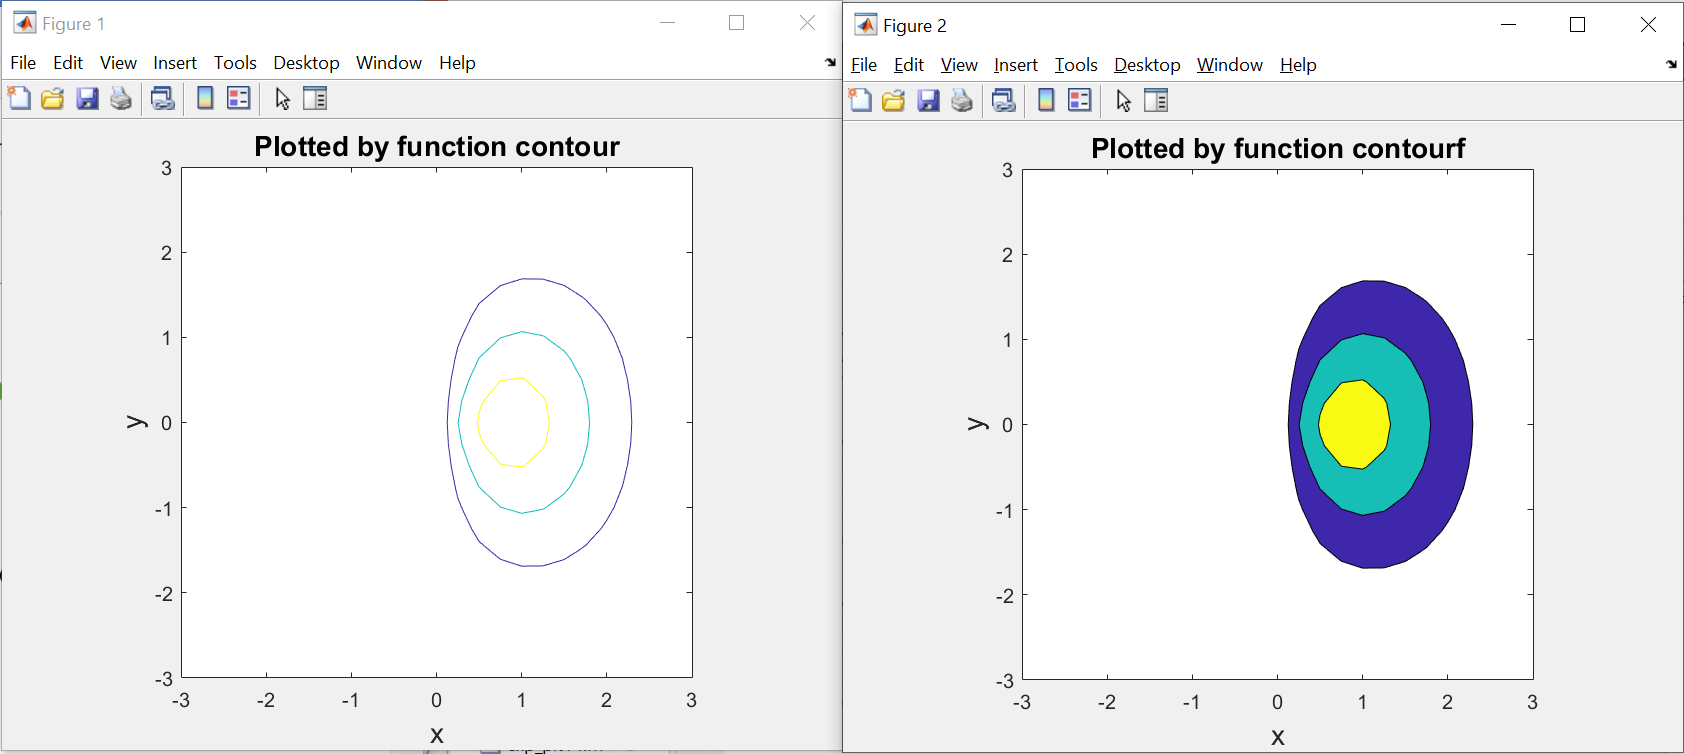 Figure 1
File Edit View Insert Tools Desktop Window Help
Plotted by function contour
3
2
1
0
-1
-2
-3
y
-3 -2 -1 0 1 2 3
x
Figure 2
File Edit View Insert Tools Desktop Window Help
Plotted by function contourf
3
2
1
0
-1
-2
-3
y
-3 -2 -1 0 1 2 3
x